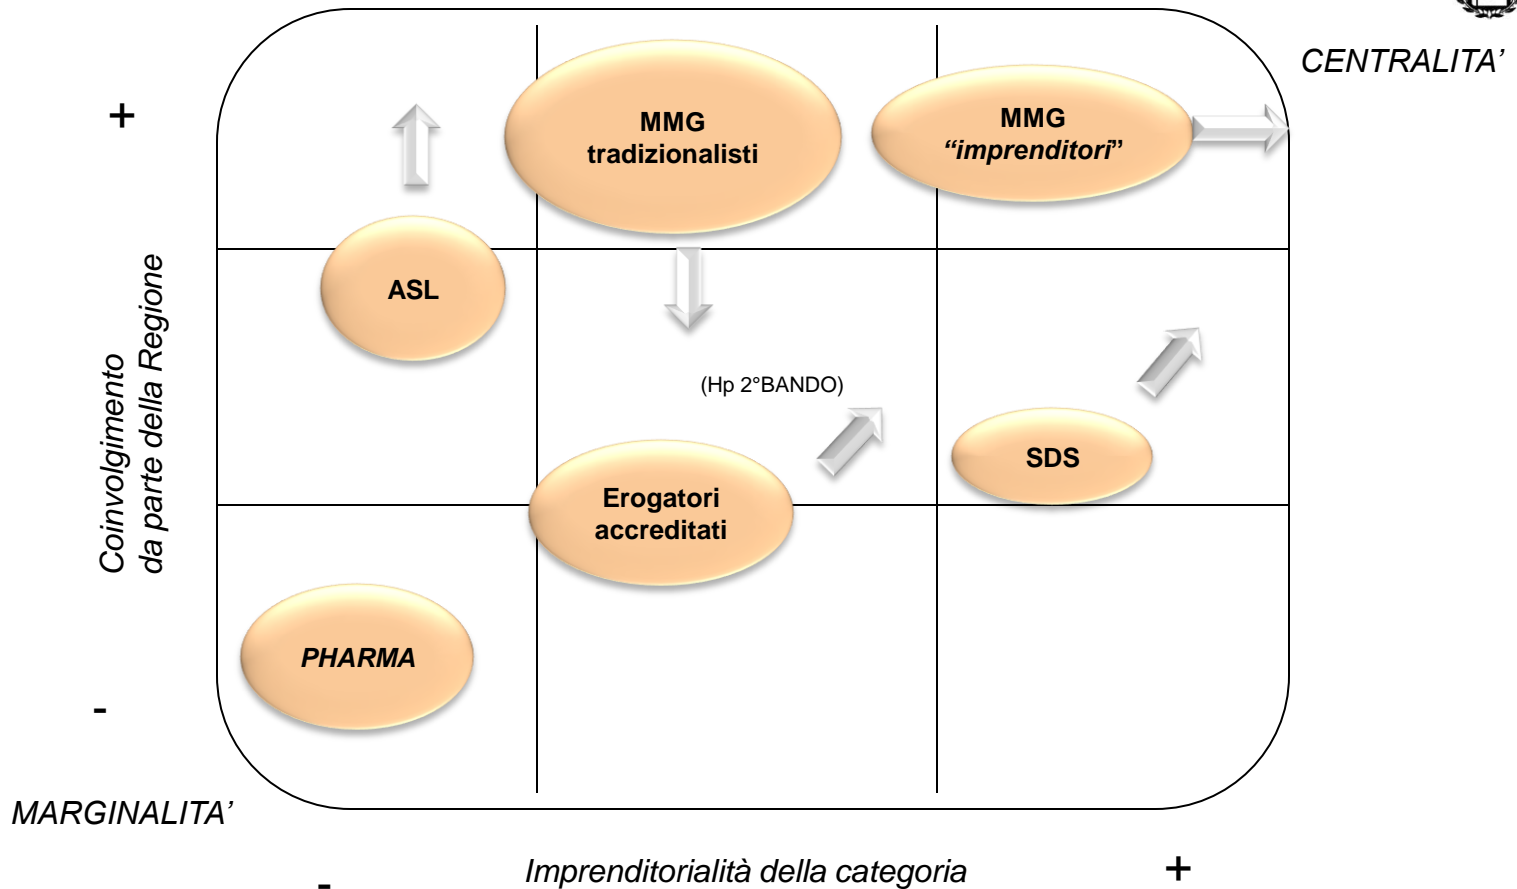 CENTRALITA’
+
MMG
tradizionalisti
MMG
“imprenditori”
ASL
Coinvolgimento
da parte della Regione
(Hp 2°BANDO)
SDS
Erogatori
accreditati
PHARMA
-
MARGINALITA’
-
Imprenditorialità della categoria
+